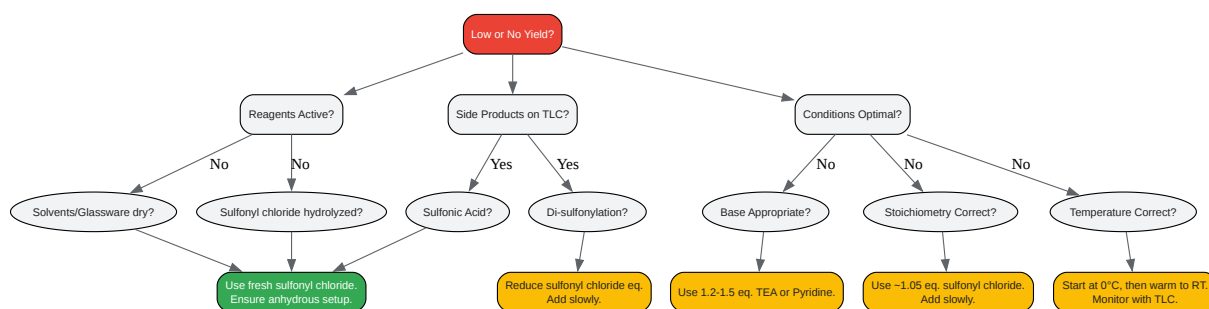 Low or No Yield?
Reagents Active?
Side Products on TLC?
Conditions Optimal?
No
No
Yes
Yes
No
No
No
Solvents/Glassware dry?
Sulfonyl chloride hydrolyzed?
Sulfonic Acid?
Di-sulfonylation?
Base Appropriate?
Stoichiometry Correct?
Temperature Correct?
Use fresh sulfonyl chloride.
Ensure anhydrous setup.
Reduce sulfonyl chloride eq.
Add slowly.
Use 1.2-1.5 eq. TEA or Pyridine.
Use ~1.05 eq. sulfonyl chloride.
Add slowly.
Start at 0°C, then warm to RT.
Monitor with TLC.